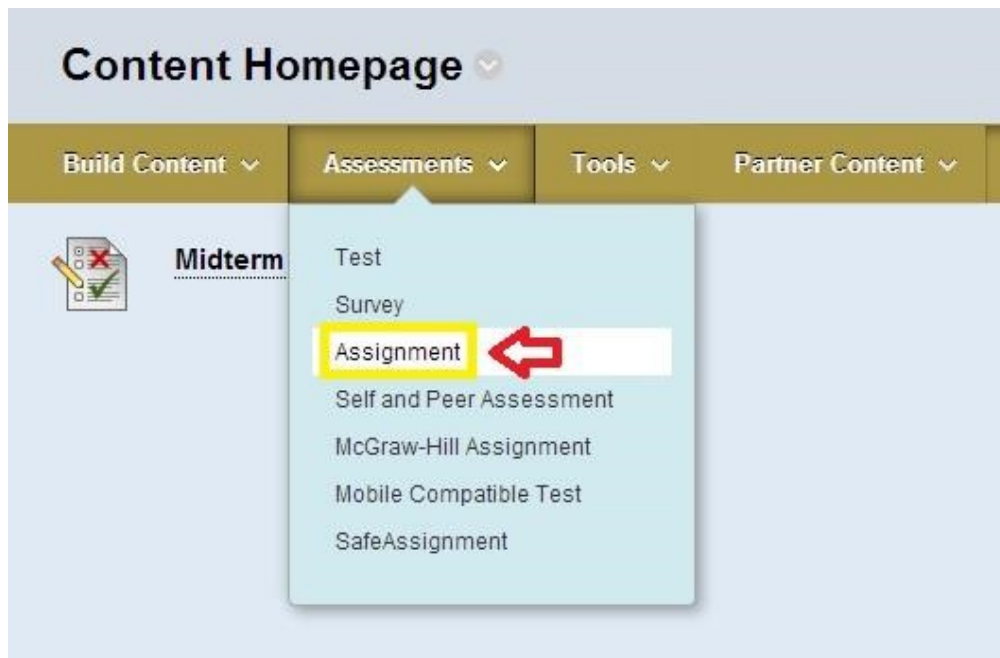 Content Homepage
Build Content Assessments Tools Partner Content
Midterm
Test
Survey
Assignment
Self and Peer Assessment
McGraw-Hill Assignment
Mobile Compatible Test
SafeAssignment